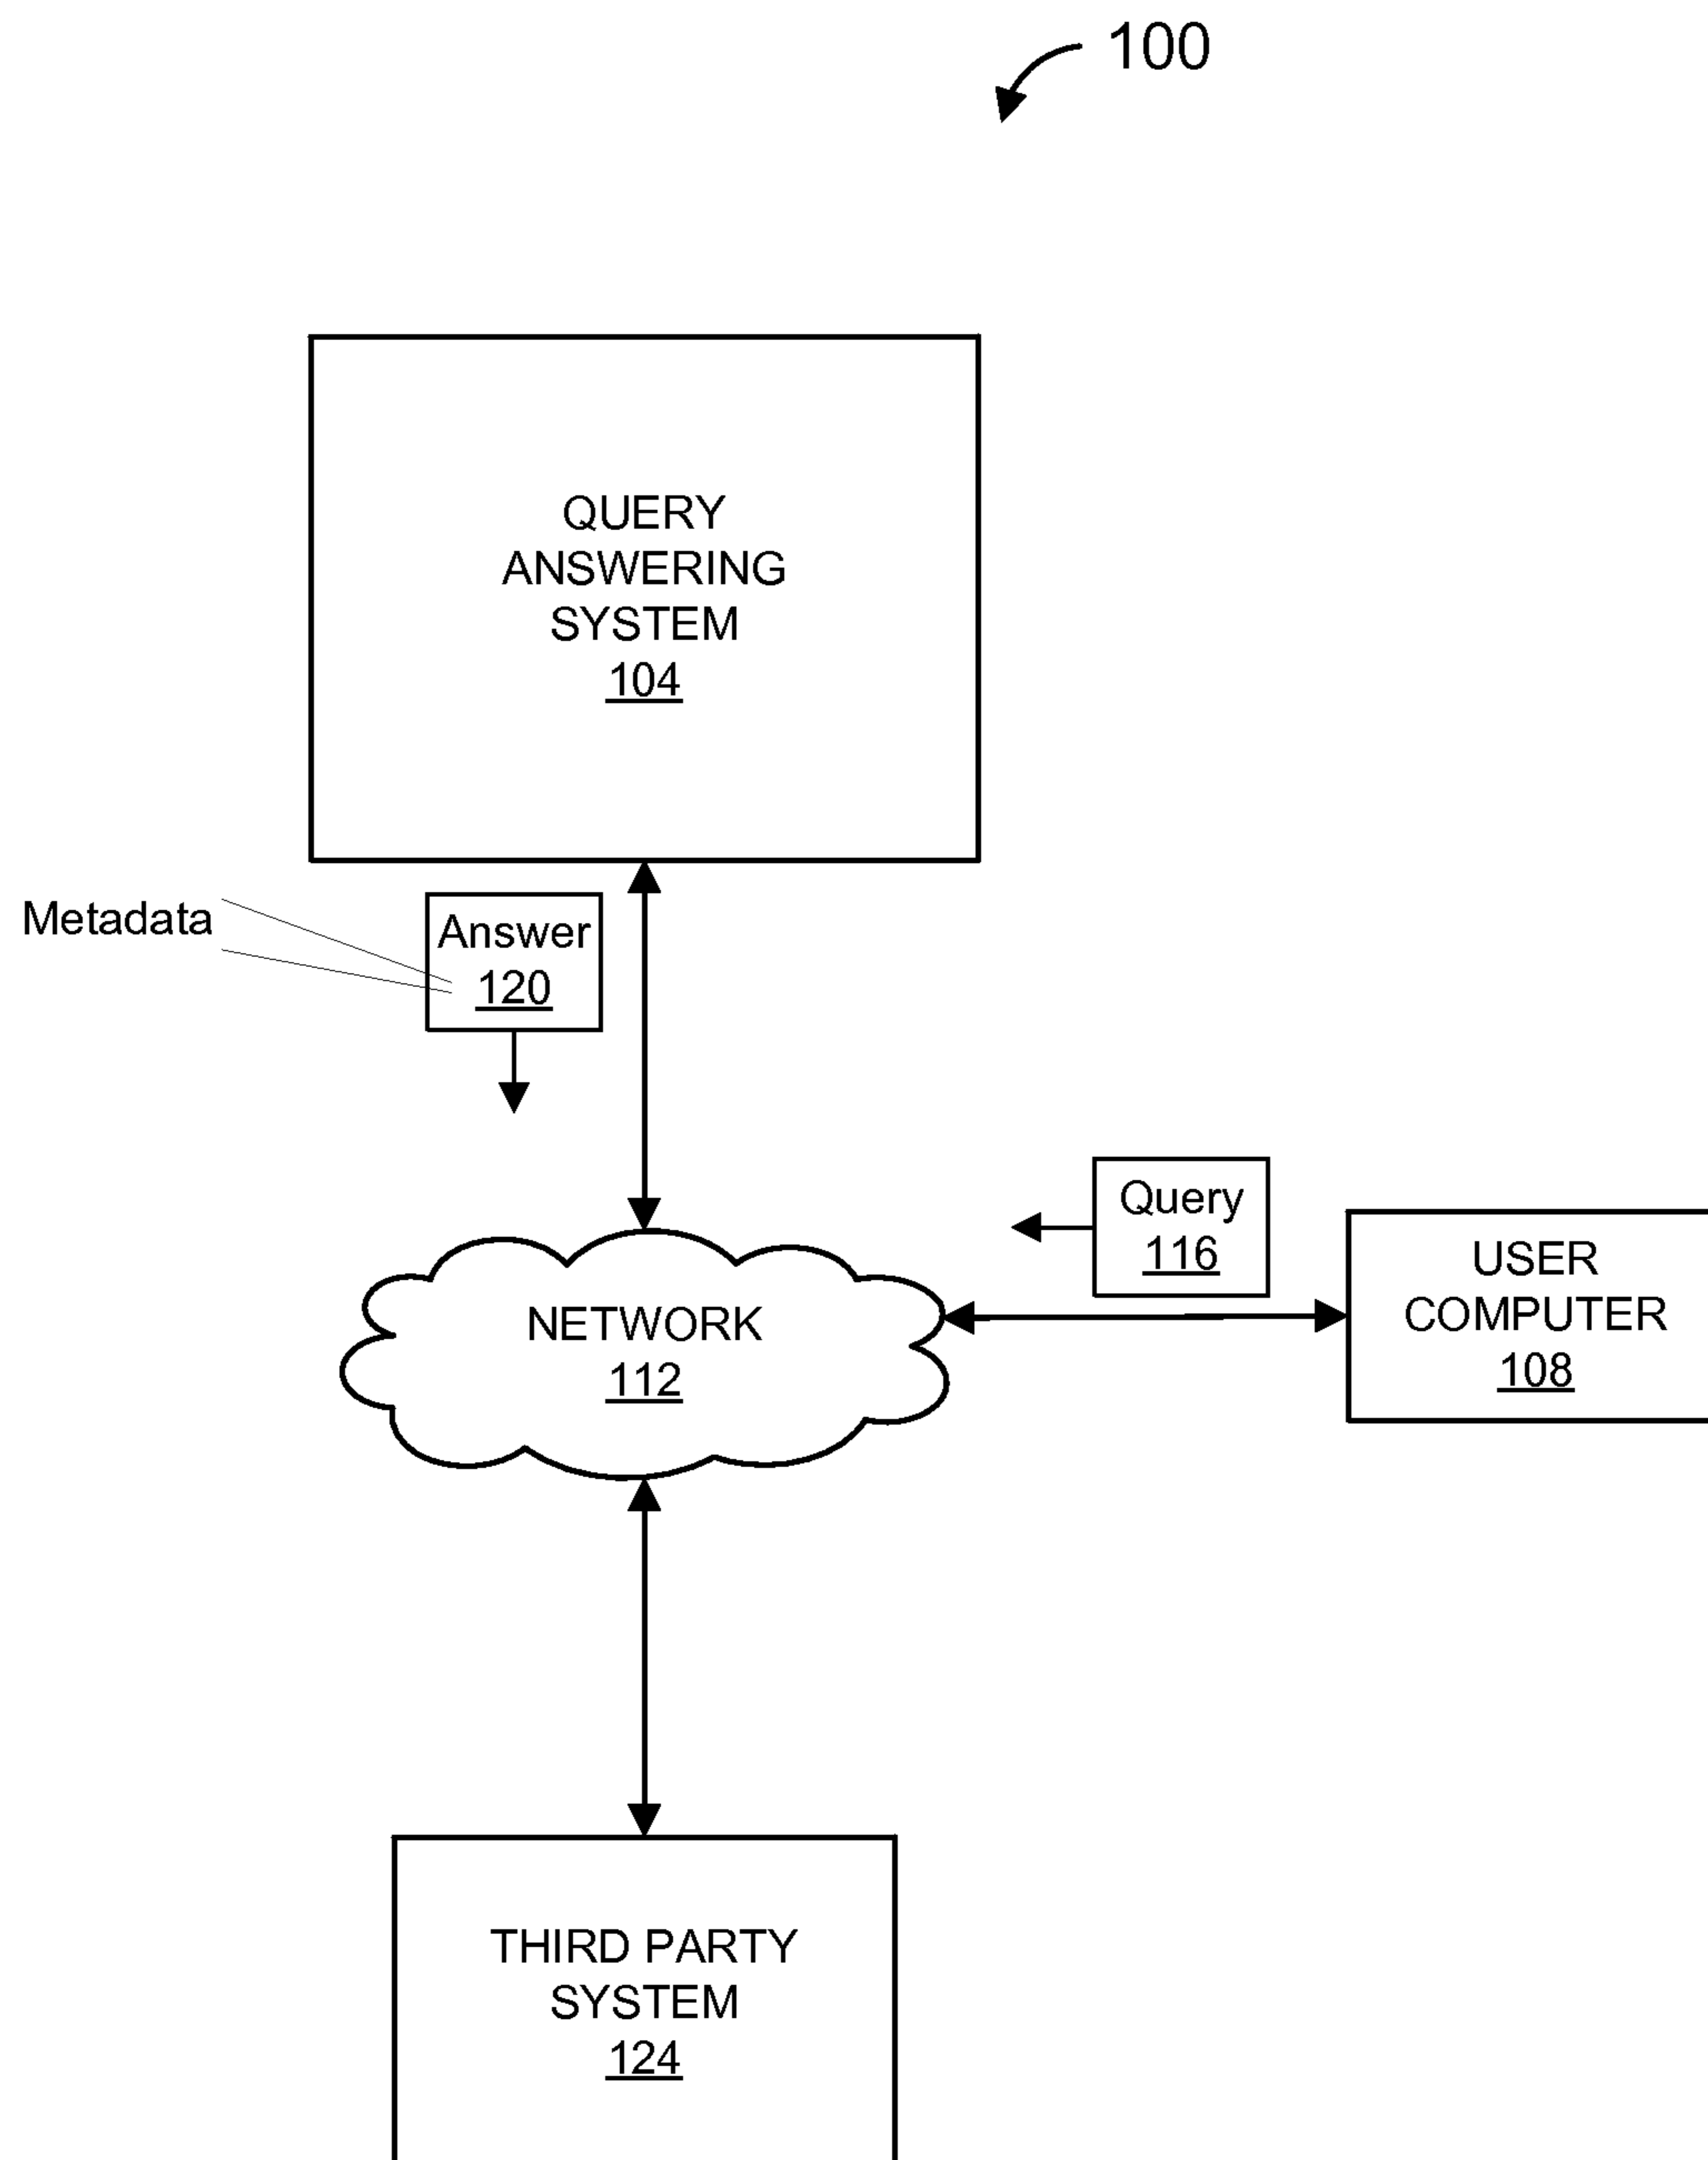 100
QUERY
ANSWERING
SYSTEM
104
Metadata
Answer
120
Query
116
USER
COMPUTER
108
NETWORK
112
THIRD PARTY
SYSTEM
124